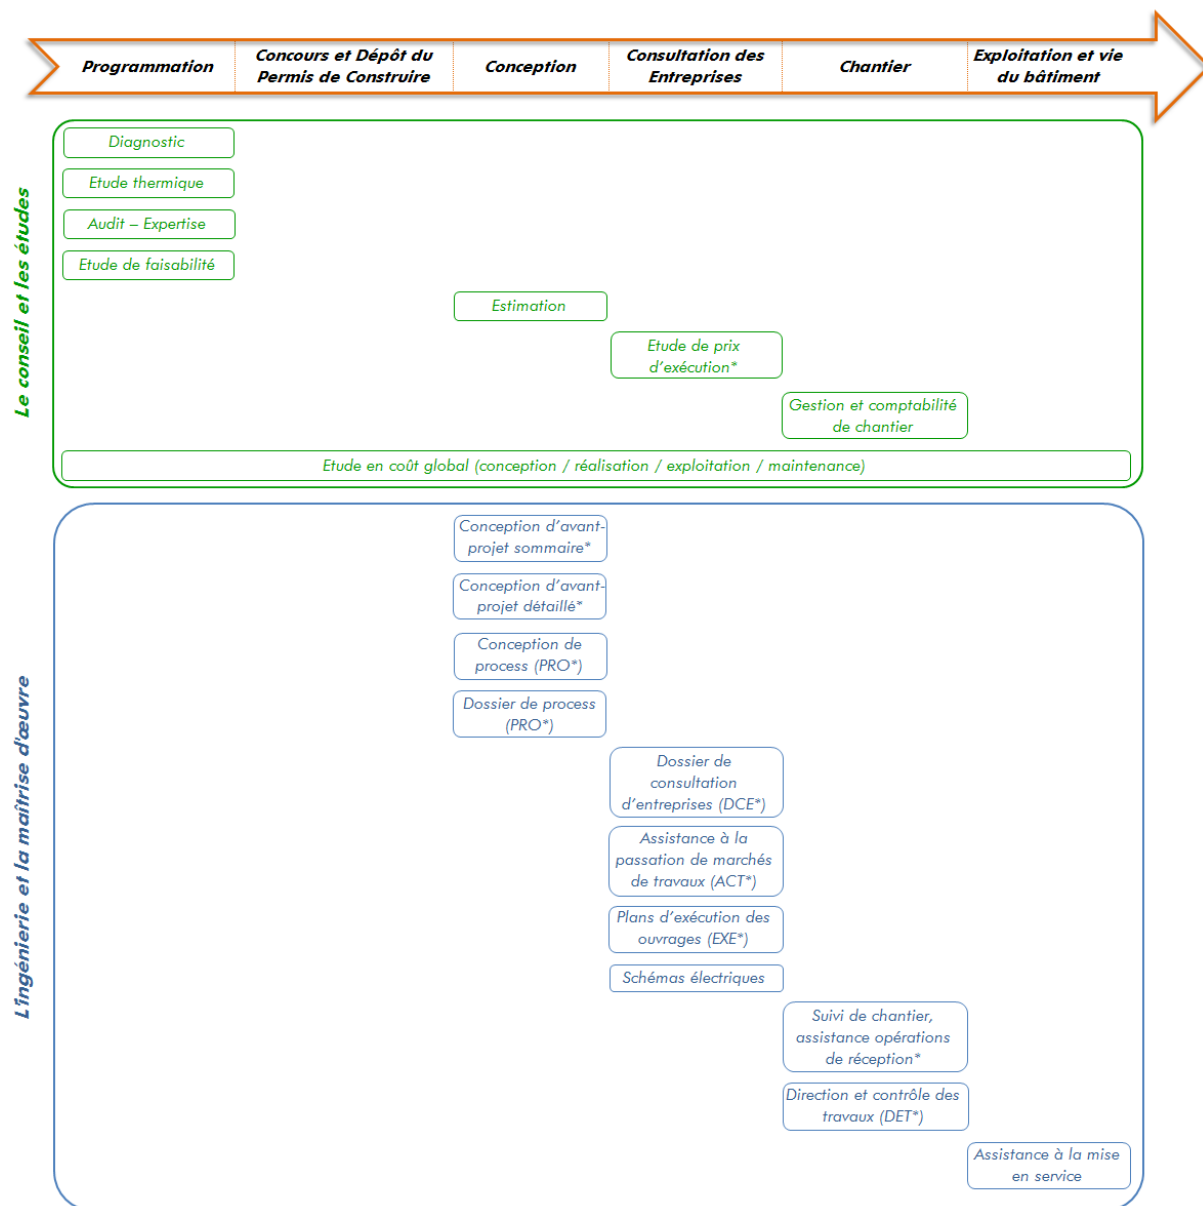 Programmation
Concours et Dépôt du
Permis de Construire
Conception
Consultation des
Entreprises
Chantier
Exploitation et vie
du bâtiment
Le conseil et les études
Diagnostic
Etude thermique
Audit – Expertise
Etude de faisabilité
Estimation
Etude de prix
d'exécution*
Gestion et comptabilité
de chantier
Etude en coût global (conception / réalisation / exploitation / maintenance)
L'ingénierie et la maîtrise d'œuvre
Conception d'avant-
projet sommaire*
Conception d'avant-
projet détaillé*
Conception de
process (PRO*)
Dossier de process
(PRO*)
Dossier de
consultation
d'entreprises (DCE*)
Assistance à la
passation de marchés
de travaux (ACT*)
Plans d'exécution des
ouvrages (EXE*)
Schémas électriques
Suivi de chantier,
assistance opérations
de réception*
Direction et contrôle des
travaux (DET*)
Assistance à la mise
en service